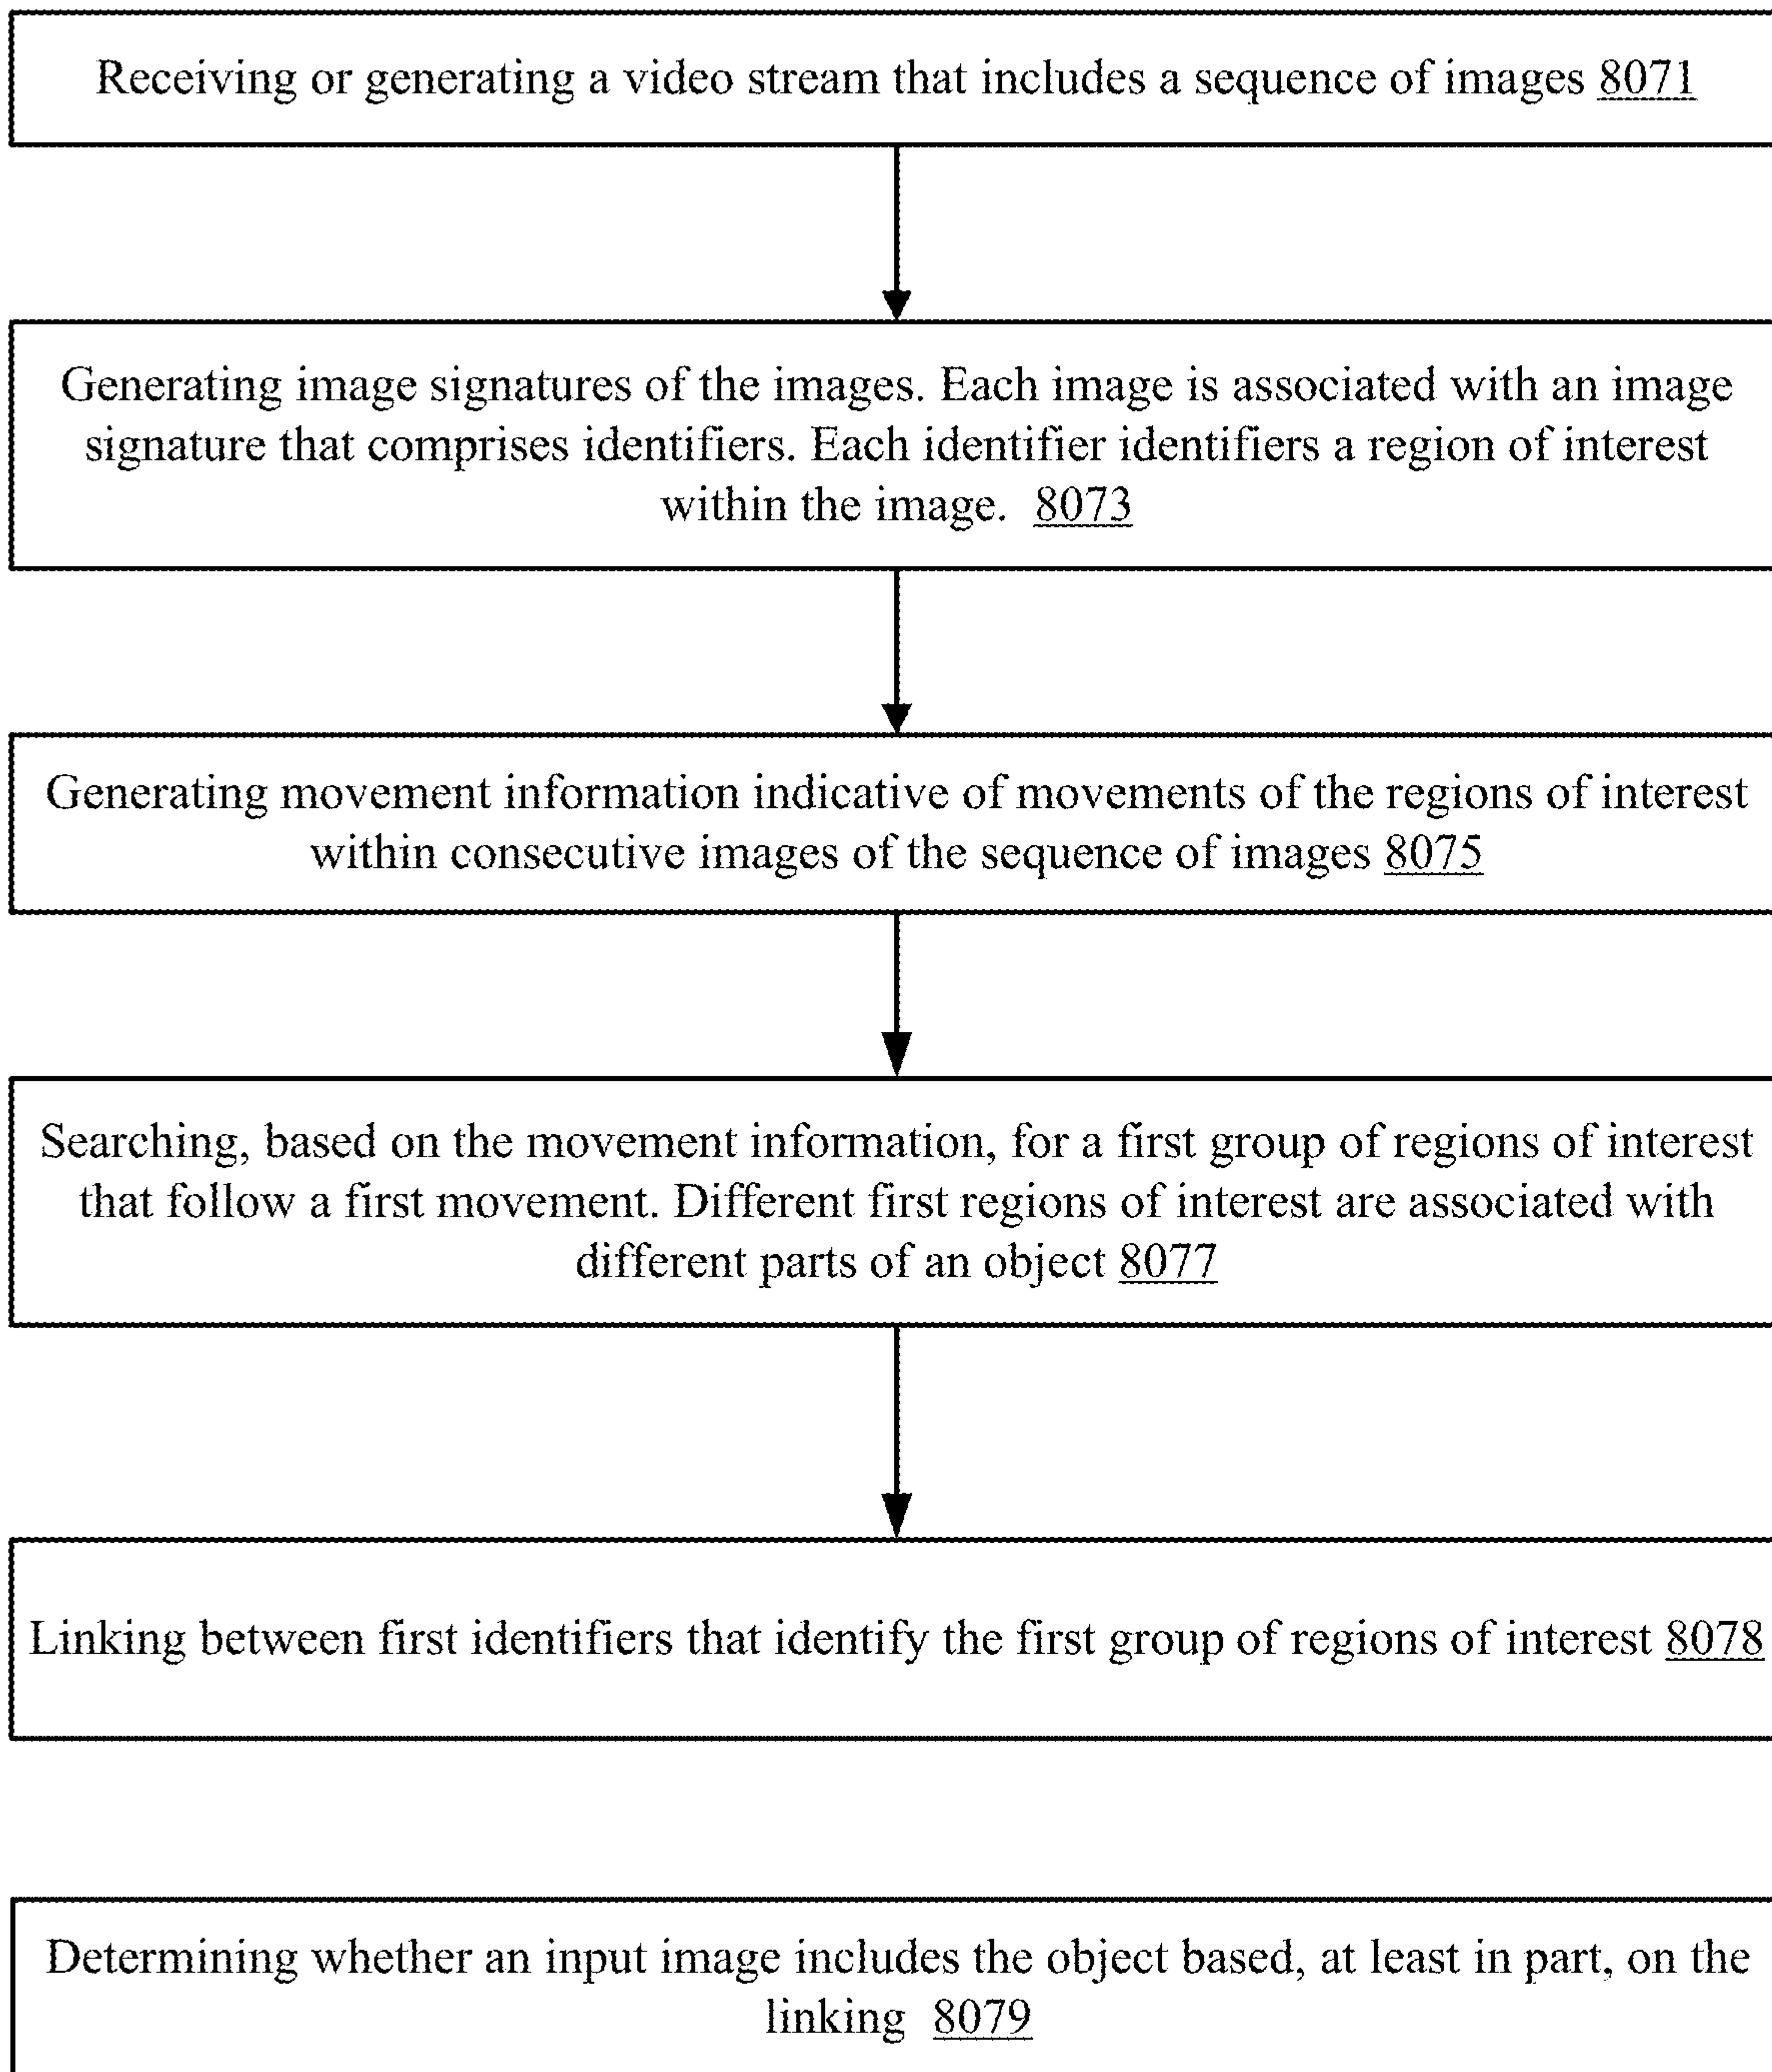 Receiving or generating a video stream that includes a sequence of images 8071
Generating image signatures of the images. Each image is associated with an image
signature that comprises identifiers. Each identifier identifiers a region of interest
within the image. 8073
Generating movement information indicative of movements of the regions of interest
within consecutive images of the sequence of images 8075
Searching, based on the movement information, for a first group of regions of interest
that follow a first movement. Different first regions of interest are associated with
different parts of an object 8077
Linking between first identifiers that identify the first group of regions of interest 8078
Determining whether an input image includes the object based, at least in part, on the
linking 8079